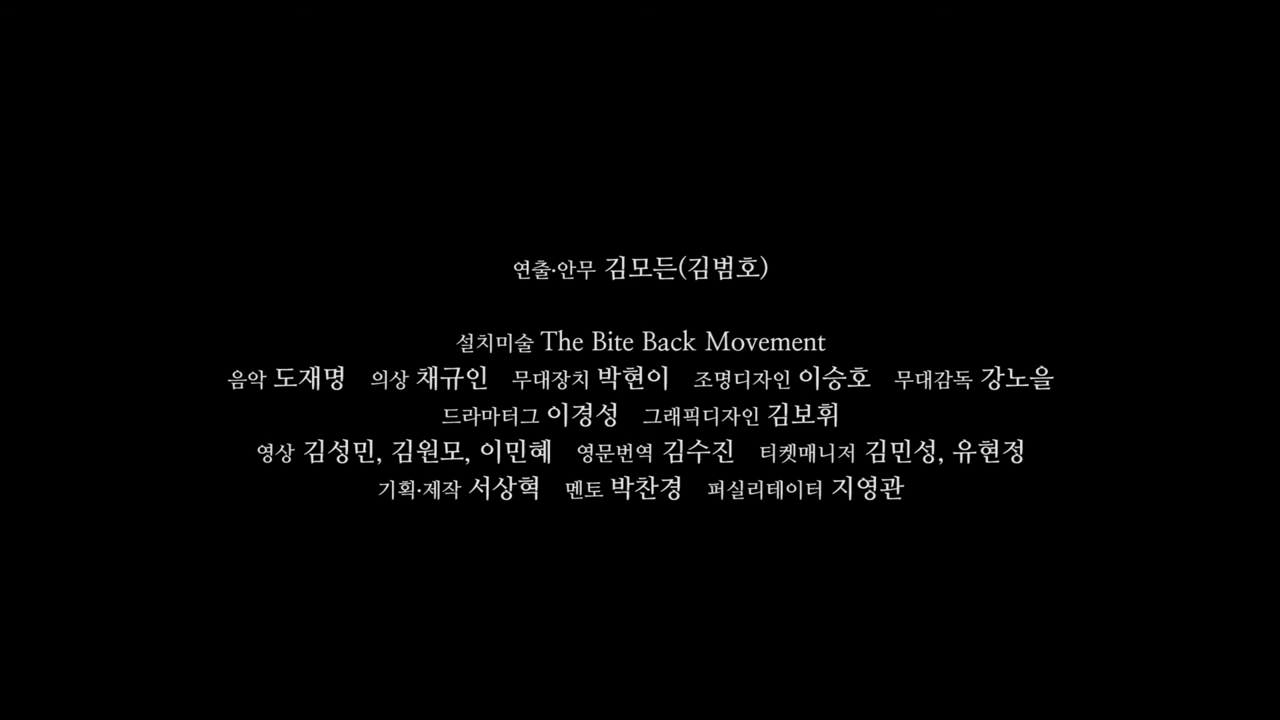 연출·안무 김모든(김범호)
설치미술 The Bite Back Movement
음악 도재명 의상 채규인 무대장치 박현이 조명디자인 이승호 무대감독 강노을
드라마터그 이경성 그래픽디자인 김보휘
영상 김성민, 김원모, 이민혜 영문번역 김수진 티켓매니저 김민성, 유현정
기획·제작 서상혁 멘토 박찬경 퍼실리테이터 지영관